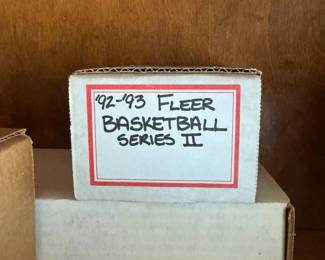 '92-'93 FLEER
BASKETBALL
SERIES II